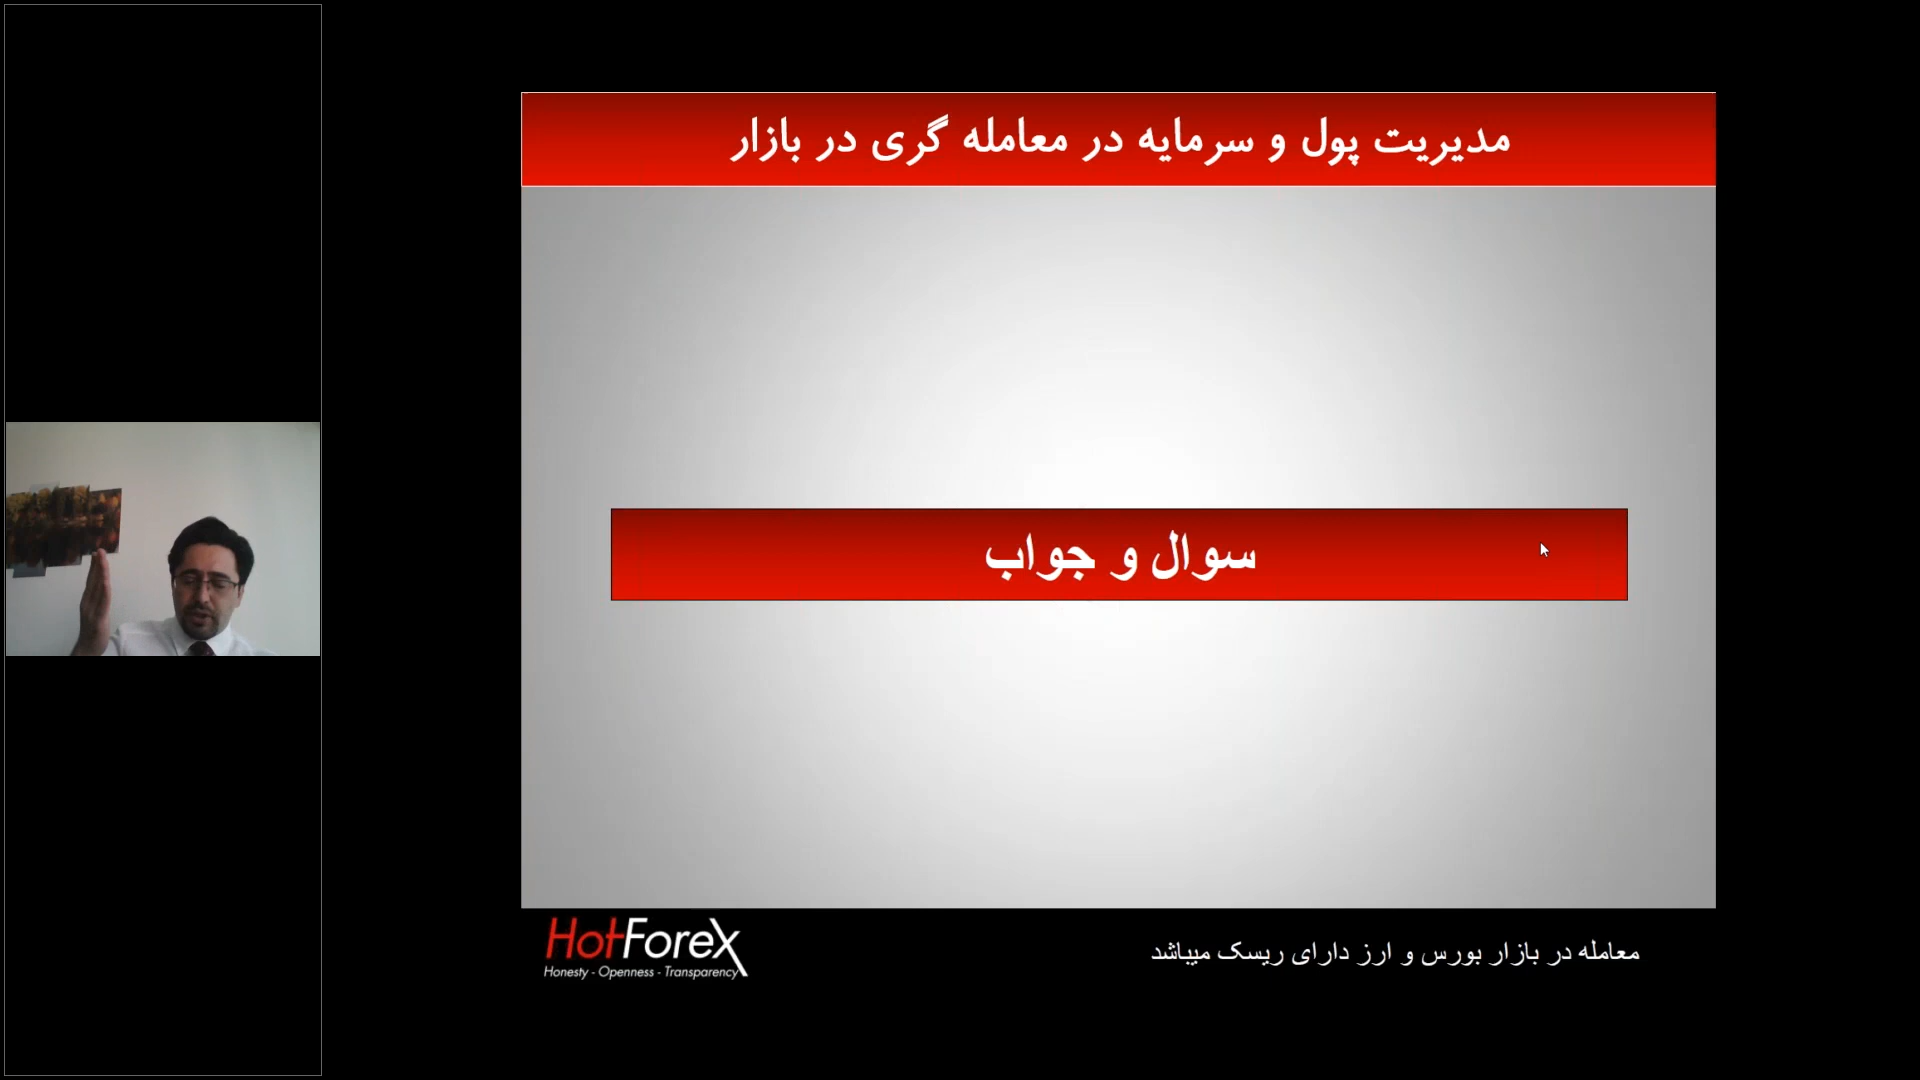 مدیریت پول و سرمایه در معامله گری در بازار
سوال و جواب
HotForex
Honesty - Openness - Transparency
معامله در بازار بورس و ارز دارای ریسک میباشد